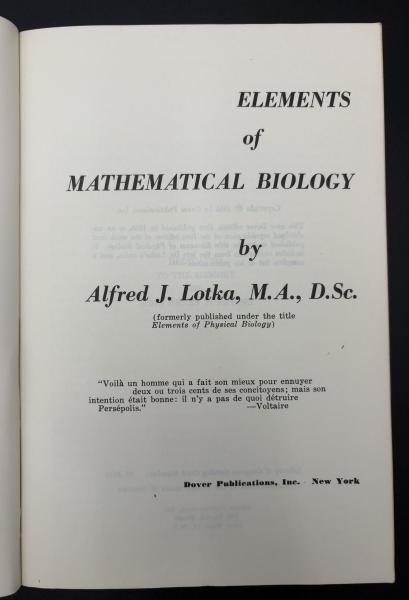 ELEMENTS
of
MATHEMATICAL BIOLOGY
by
Alfred J. Lotka, M.A., D.Sc.
(formerly published under the title
Elements of Physical Biology)
"Voilà un homme qui a fait son mieux pour ennuyer
deux ou trois cents de ses concitoyens; mais son
intention était bonne: il n'y a pas de quoi détruire
Persépolis." —Voltaire
Dover Publications, Inc. New York